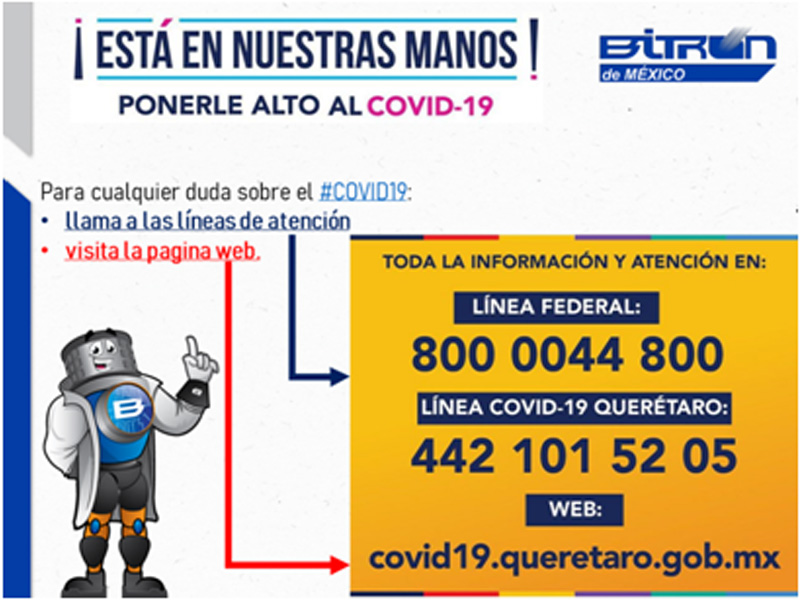 ¡ESTÁ EN NUESTRAS MANOS!
BiTRON
de MÉXICO
PONERLE ALTO AL COVID-19
Para cualquier duda sobre el #COVID19:
• llama a las líneas de atención
• visita la pagina web.
TODA LA INFORMACIÓN Y ATENCIÓN EN:
LÍNEA FEDERAL:
800 0044 800
LÍNEA COVID-19 QUERÉTARO:
442 101 52 05
WEB:
covid19.queretaro.gob.mx
B